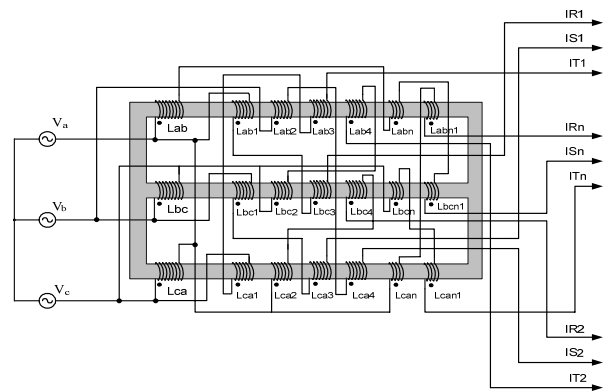 IR1
IS1
IT1
Va
Lab
Lab1
Lab2
Lab3
Lab4
Labn
Labn1
IRn
ISn
ITn
Vb
Lbc
Lbc1
Lbc2
Lbc3
Lbc4
Lbcn
Lbcn1
Vc
Lca
Lca1
Lca2
Lca3
Lca4
Lcan
Lcan1
IR2
IS2
IT2